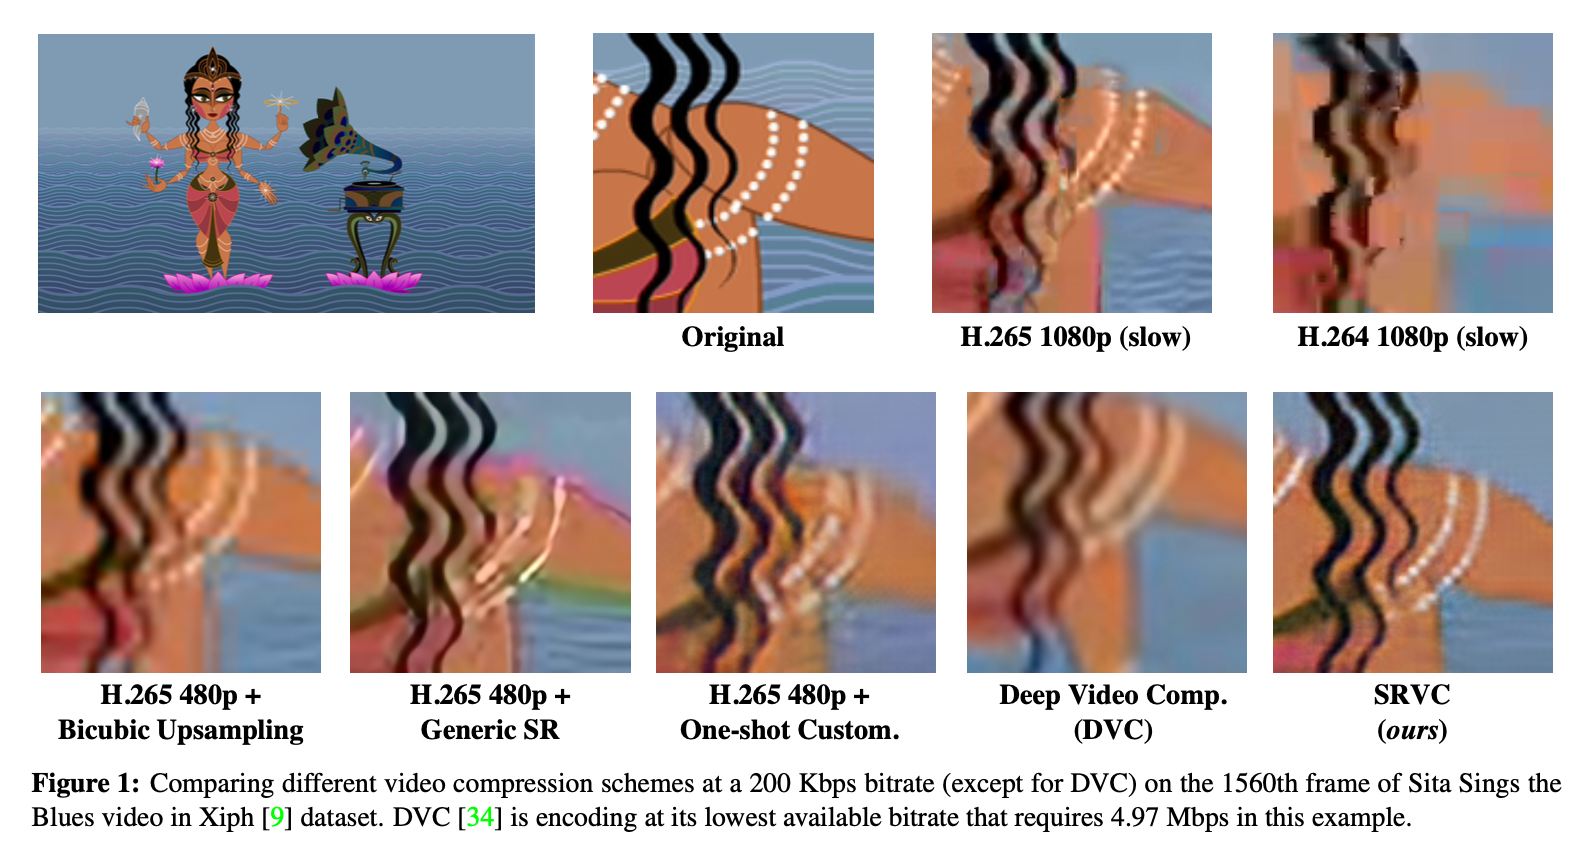 Original
H.265 1080p (slow)
H.264 1080p (slow)
H.265 480p +
Bicubic Upsampling
H.265 480p +
Generic SR
H.265 480p +
One-shot Custom.
Deep Video Comp.
(DVC)
SRVC
(ours)
Figure 1: Comparing different video compression schemes at a 200 Kbps bitrate (except for DVC) on the 1560th frame of Sita Sings the
Blues video in Xiph [9] dataset. DVC [34] is encoding at its lowest available bitrate that requires 4.97 Mbps in this example.